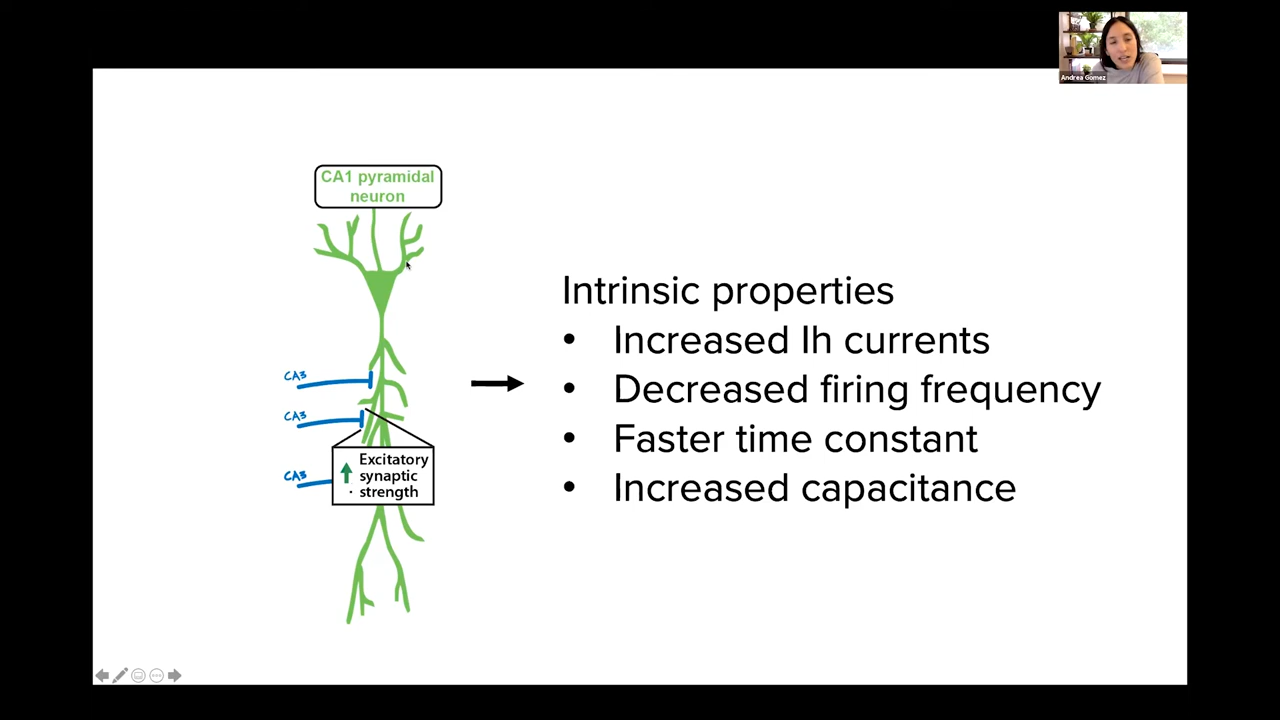 Andrea Gomez
CA1 pyramidal
neuron
CA3
CA3
CA3
Excitatory
synaptic
strength
Intrinsic properties
• Increased Ih currents
• Decreased firing frequency
• Faster time constant
• Increased capacitance